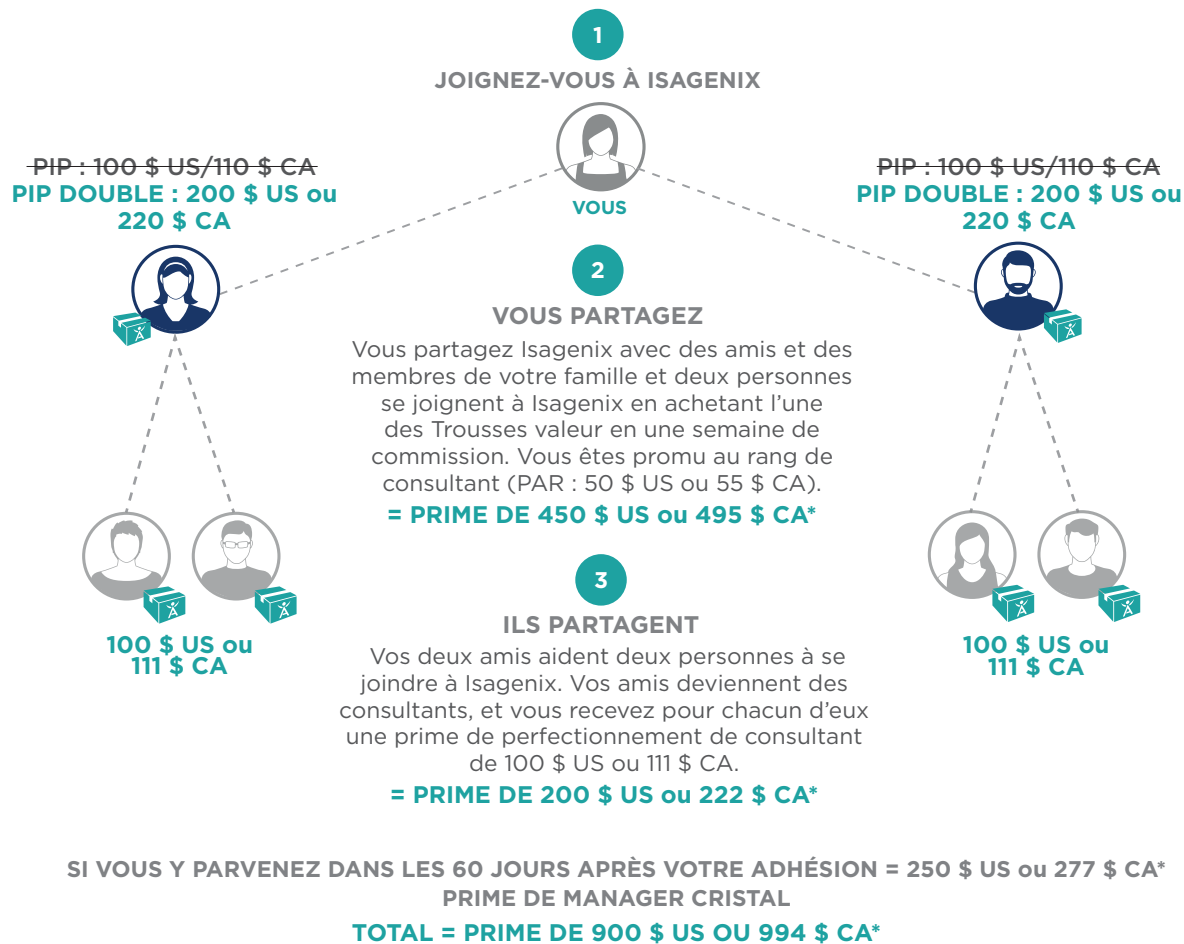 1
JOIGNEZ-VOUS À ISAGENIX
PIP : 100 $ US/110 $ CA
PIP DOUBLE : 200 $ US ou
220 $ CA
PIP : 100 $ US/110 $ CA
PIP DOUBLE : 200 $ US ou
220 $ CA
VOUS
2
VOUS PARTAGEZ
Vous partagez Isagenix avec des amis et des
membres de votre famille et deux personnes
se joignent à Isagenix en achetant l’une
des Trousses valeur en une semaine de
commission. Vous êtes promu au rang de
consultant (PAR : 50 $ US ou 55 $ CA).
= PRIME DE 450 $ US ou 495 $ CA*
100 $ US ou
111 $ CA
100 $ US ou
111 $ CA
3
ILS PARTAGENT
Vos deux amis aident deux personnes à se
joindre à Isagenix. Vos amis deviennent des
consultants, et vous recevez pour chacun d’eux
une prime de perfectionnement de consultant
de 100 $ US ou 111 $ CA.
= PRIME DE 200 $ US ou 222 $ CA*
SI VOUS Y PARVENEZ DANS LES 60 JOURS APRÈS VOTRE ADHÉSION = 250 $ US ou 277 $ CA*
PRIME DE MANAGER CRISTAL
TOTAL = PRIME DE 900 $ US OU 994 $ CA*